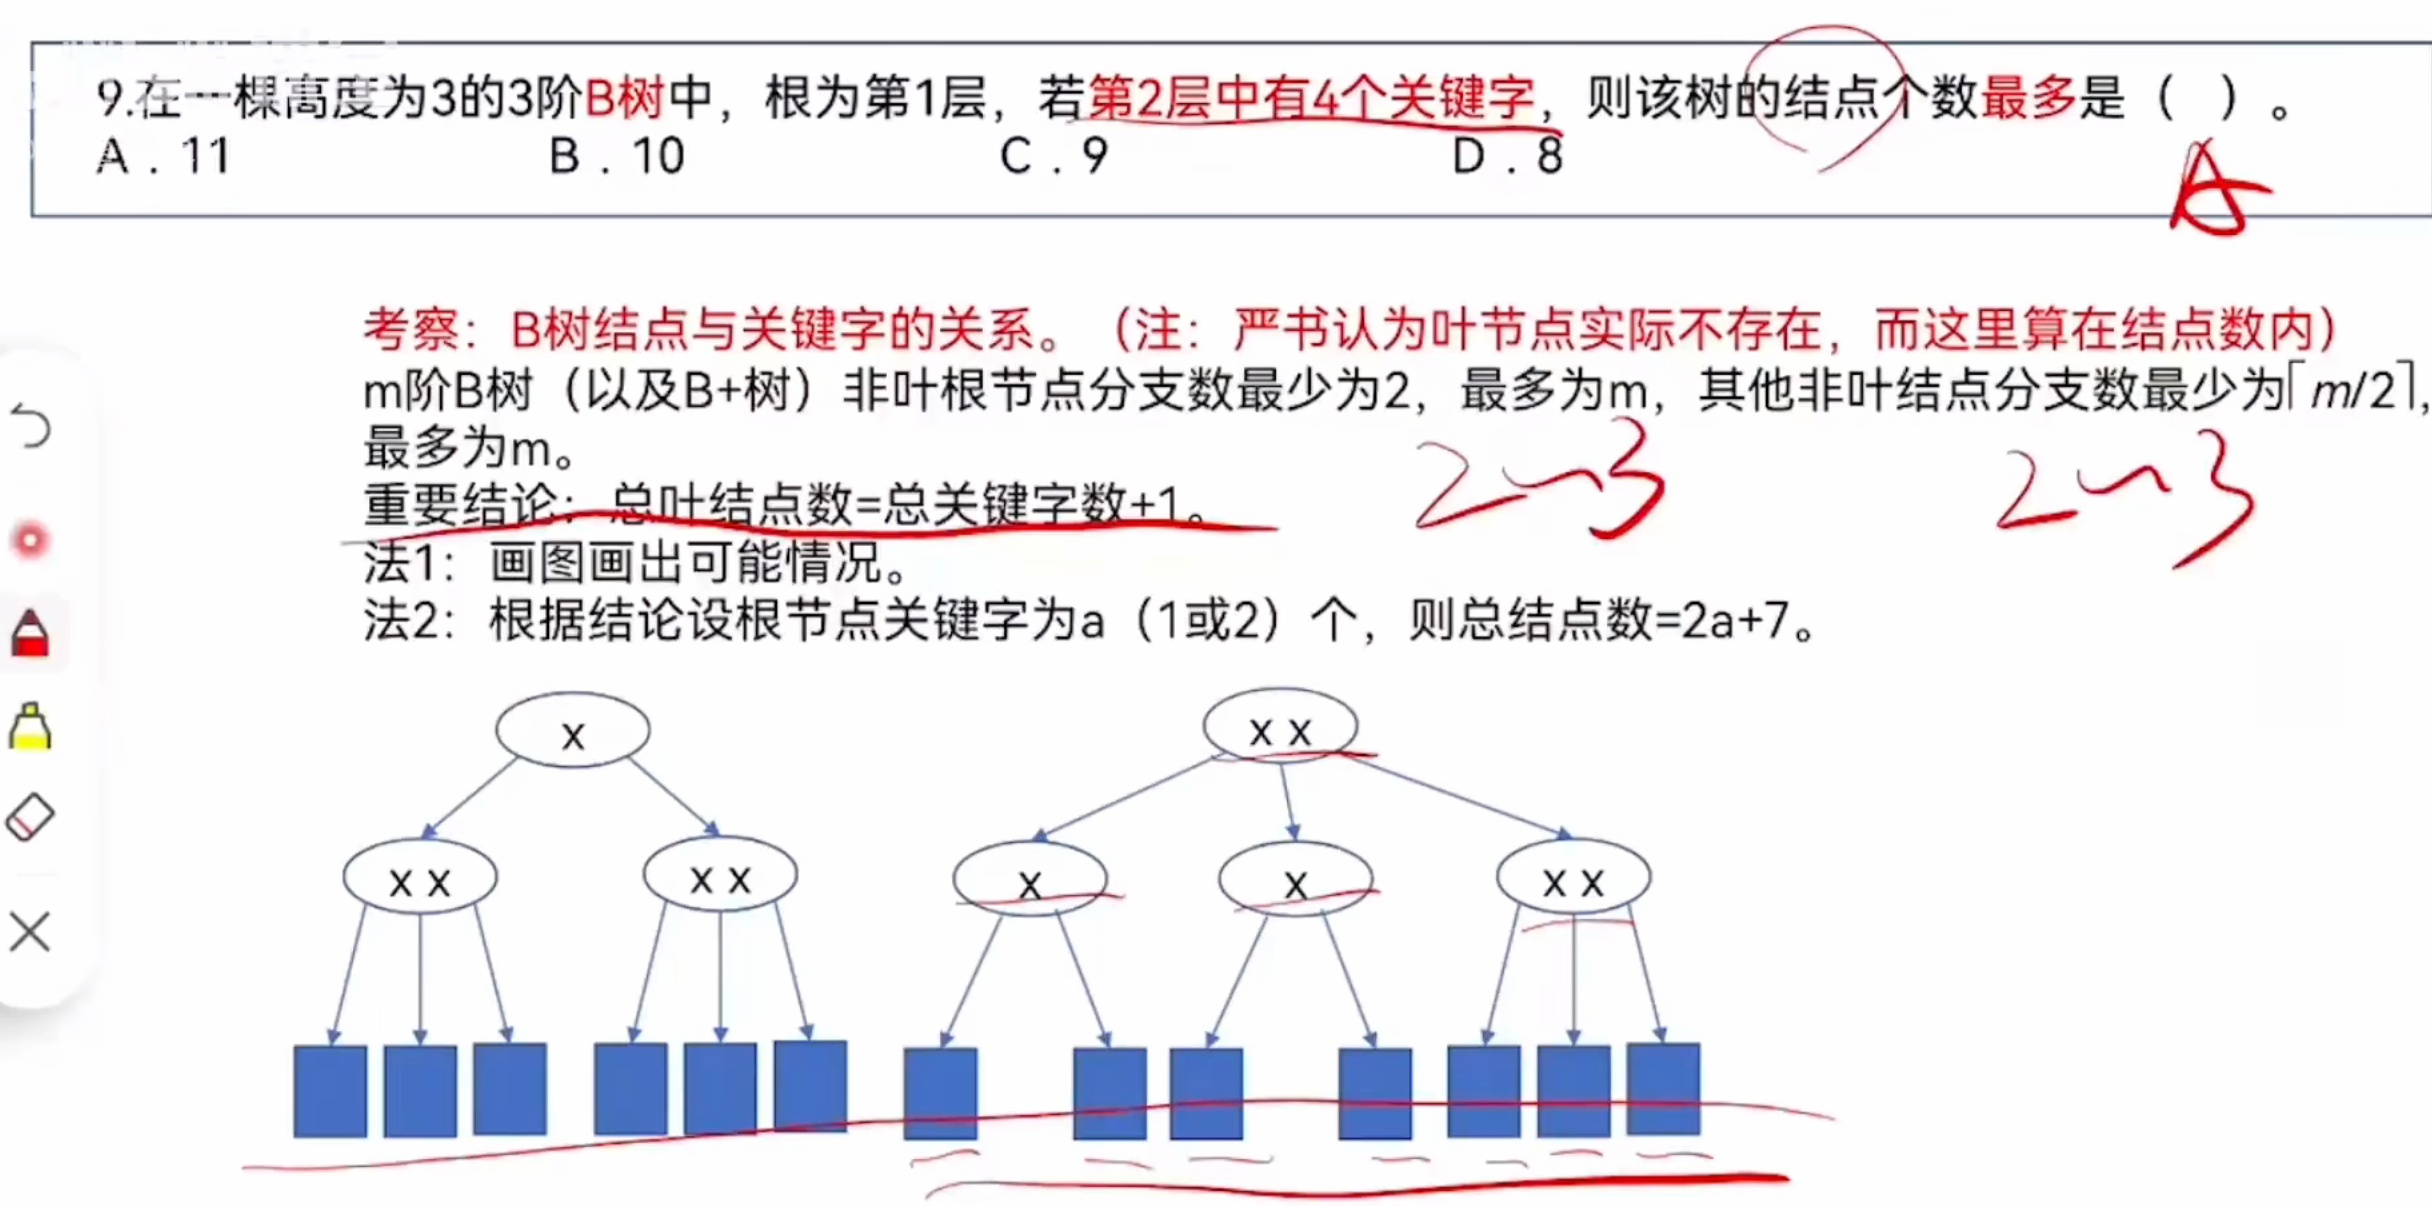 9.在一棵高度为3的3阶B树中，根为第1层，若第2层中有4个关键字，则该树的结点个数最多是（ ）。
A．11 B．10 C．9 D．8
A
考察：B树结点与关键字的关系。（注：严书认为叶节点实际不存在，而这里算在结点数内）
m阶B树（以及B+树）非叶根节点分支数最少为2，最多为m，其他非叶结点分支数最少为⌈m/2⌉，
最多为m。
2~3 2~3
重要结论：总叶结点数=总关键字数+1。
法1：画图画出可能情况。
法2：根据结论设根节点关键字为a（1或2）个，则总结点数=2a+7。
x x x
x x x x x x x x